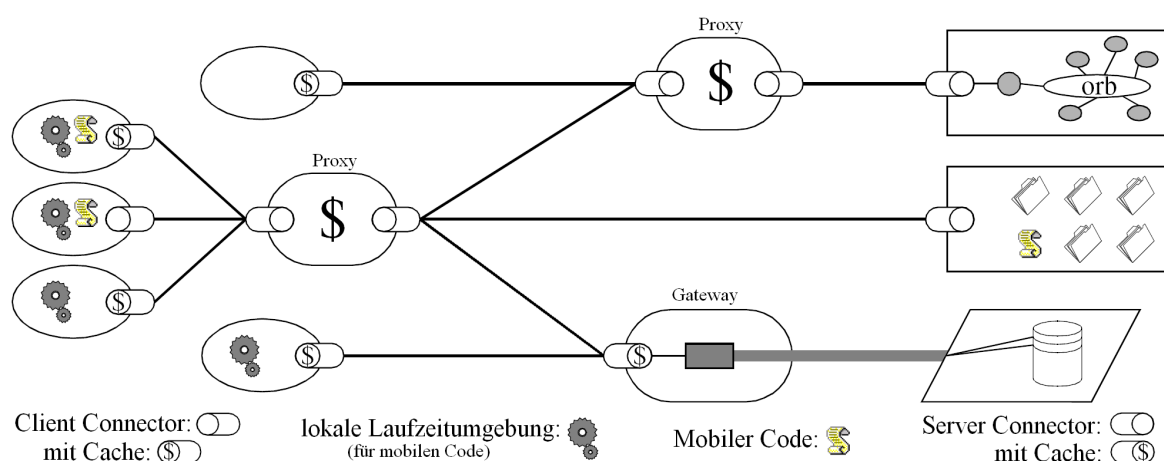 Proxy
$
$
orb
$
Proxy
$
$
Gateway
$
$
$
Client Connector:
mit Cache: $
lokale Laufzeitumgebung:
(für mobilen Code)
Mobiler Code:
Server Connector:
mit Cache: $